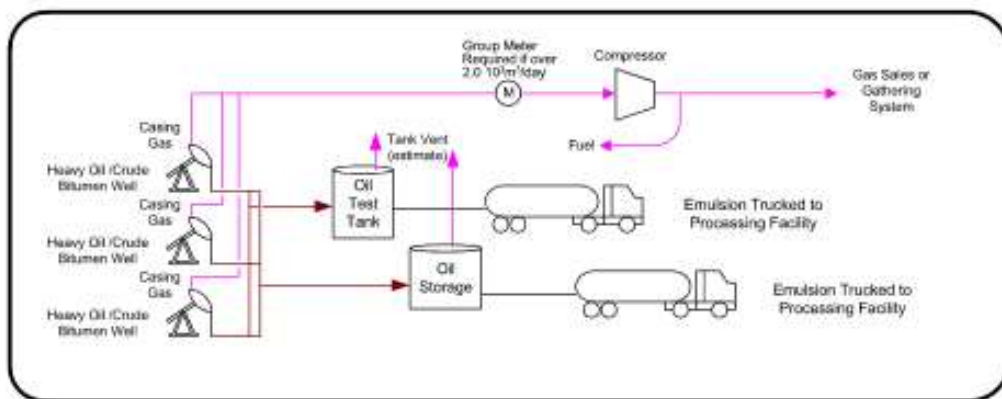 Group Meter
Required if over
2.0 10³m³/day
M
Compressor
Gas Sales or
Gathering
System
Fuel
Casing
Gas
Heavy Oil /Crude
Bitumen Well
Tank Vent
(estimate)
Oil
Test
Tank
Emulsion Trucked to
Processing Facility
Casing
Gas
Heavy Oil /Crude
Bitumen Well
Oil
Storage
Casing
Gas
Heavy Oil /Crude
Bitumen Well
Emulsion Trucked to
Processing Facility